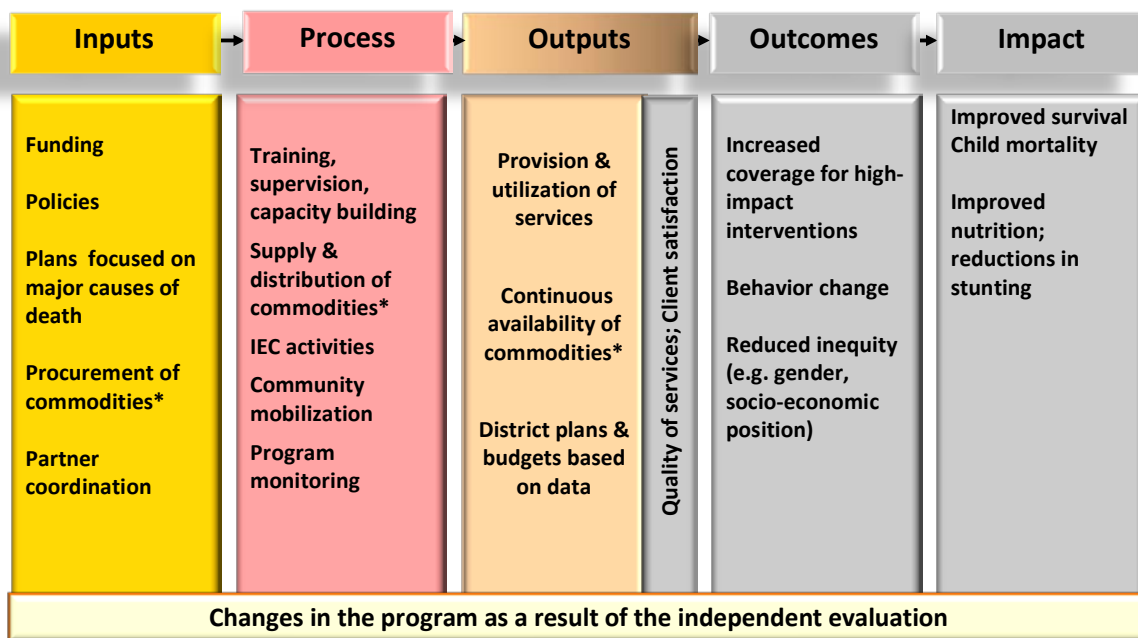 Inputs
Process
Outputs
Outcomes
Impact
Funding
Policies
Plans focused on
major causes of
death
Procurement of
commodities*
Partner
coordination
Training,
supervision,
capacity building
Supply &
distribution of
commodities*
IEC activities
Community
mobilization
Program
monitoring
Provision &
utilization of
services
Continuous
availability of
commodities*
District plans &
budgets based
on data
Quality of services; Client satisfaction
Increased
coverage for high-
impact
interventions
Behavior change
Reduced inequity
(e.g. gender,
socio-economic
position)
Improved survival
Child mortality
Improved
nutrition;
reductions in
stunting
Changes in the program as a result of the independent evaluation